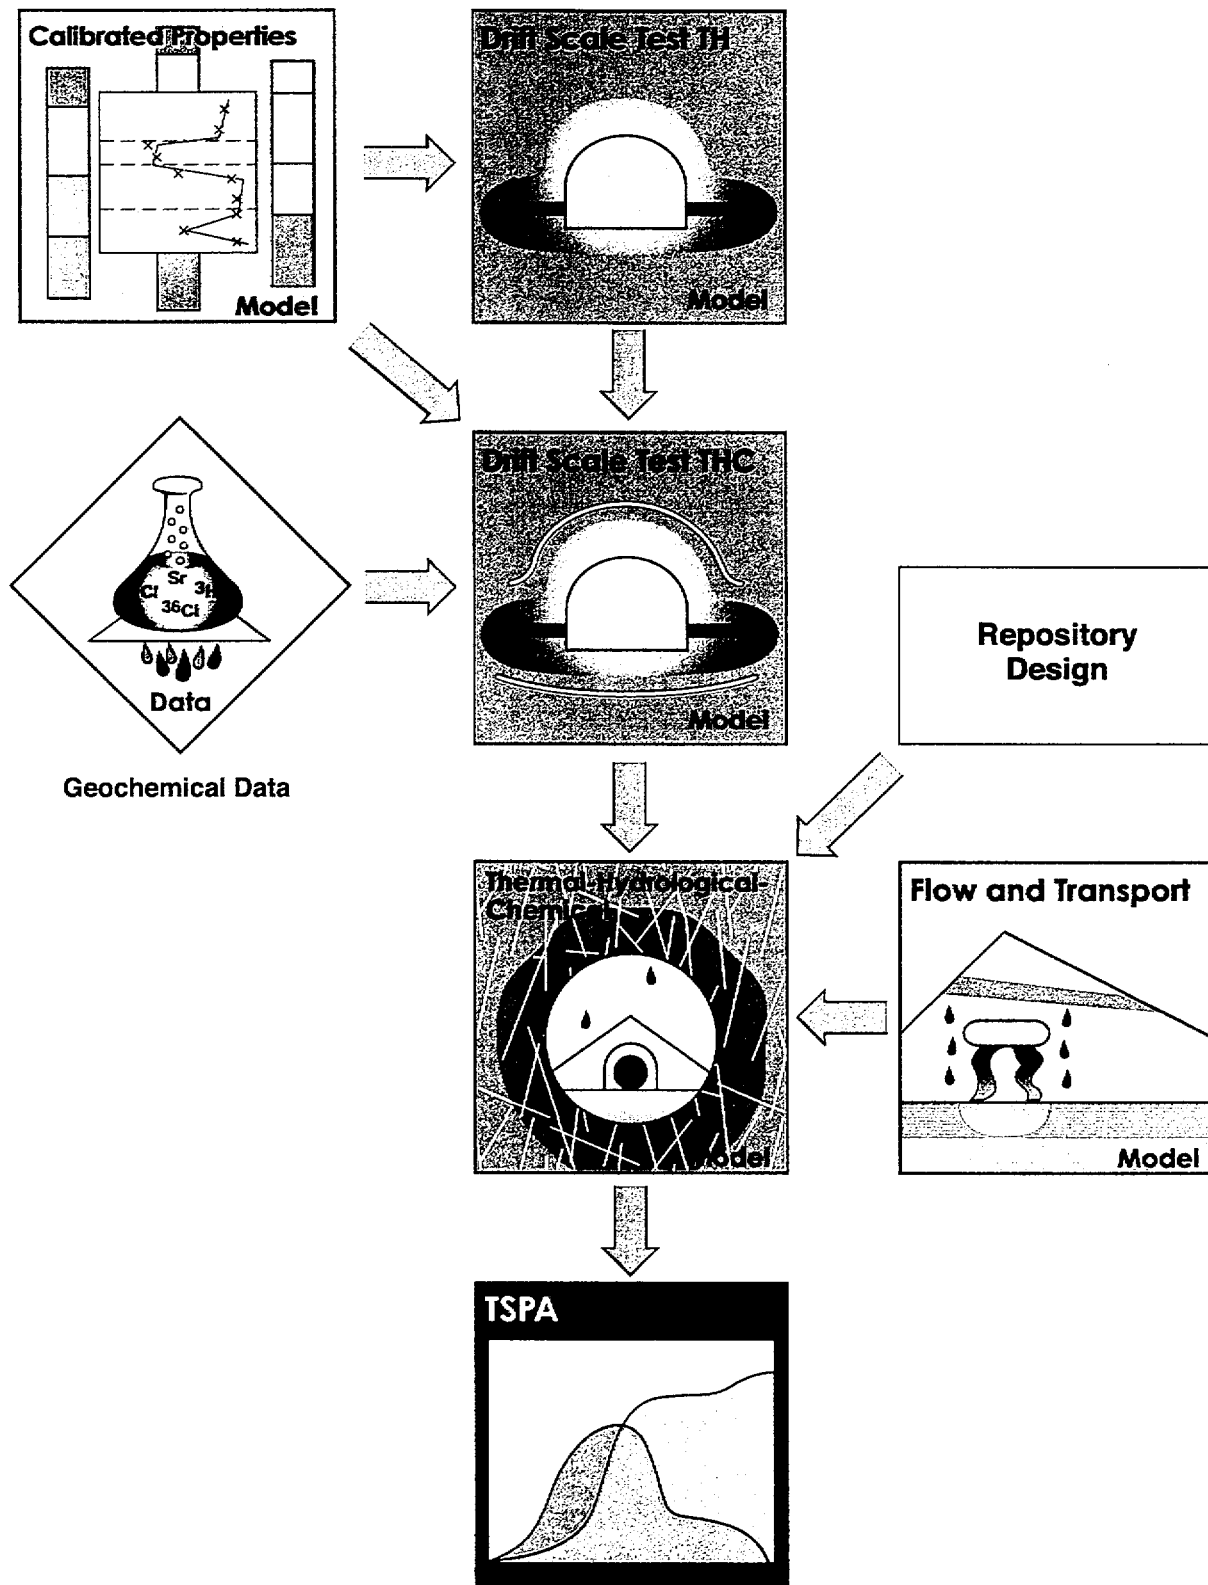 Calibrated Properties
Model
Drift Scale Test TH
Model
Drift Scale Test THC
Model
Sr
Cl
3H
36Cl
Data
Geochemical Data
Repository
Design
Thermal-Hydrological-
Chemical
Model
Flow and Transport
Model
TSPA